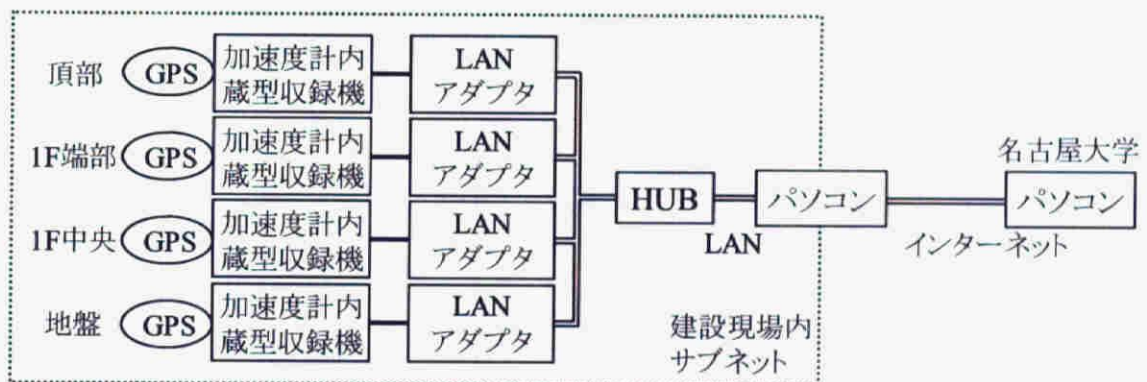 頂部
GPS
加速度計内
蔵型収録機
LAN
アダプタ
1F端部
GPS
加速度計内
蔵型収録機
LAN
アダプタ
1F中央
GPS
加速度計内
蔵型収録機
LAN
アダプタ
地盤
GPS
加速度計内
蔵型収録機
LAN
アダプタ
HUB
LAN
パソコン
インターネット
名古屋大学
パソコン
建設現場内
サブネット